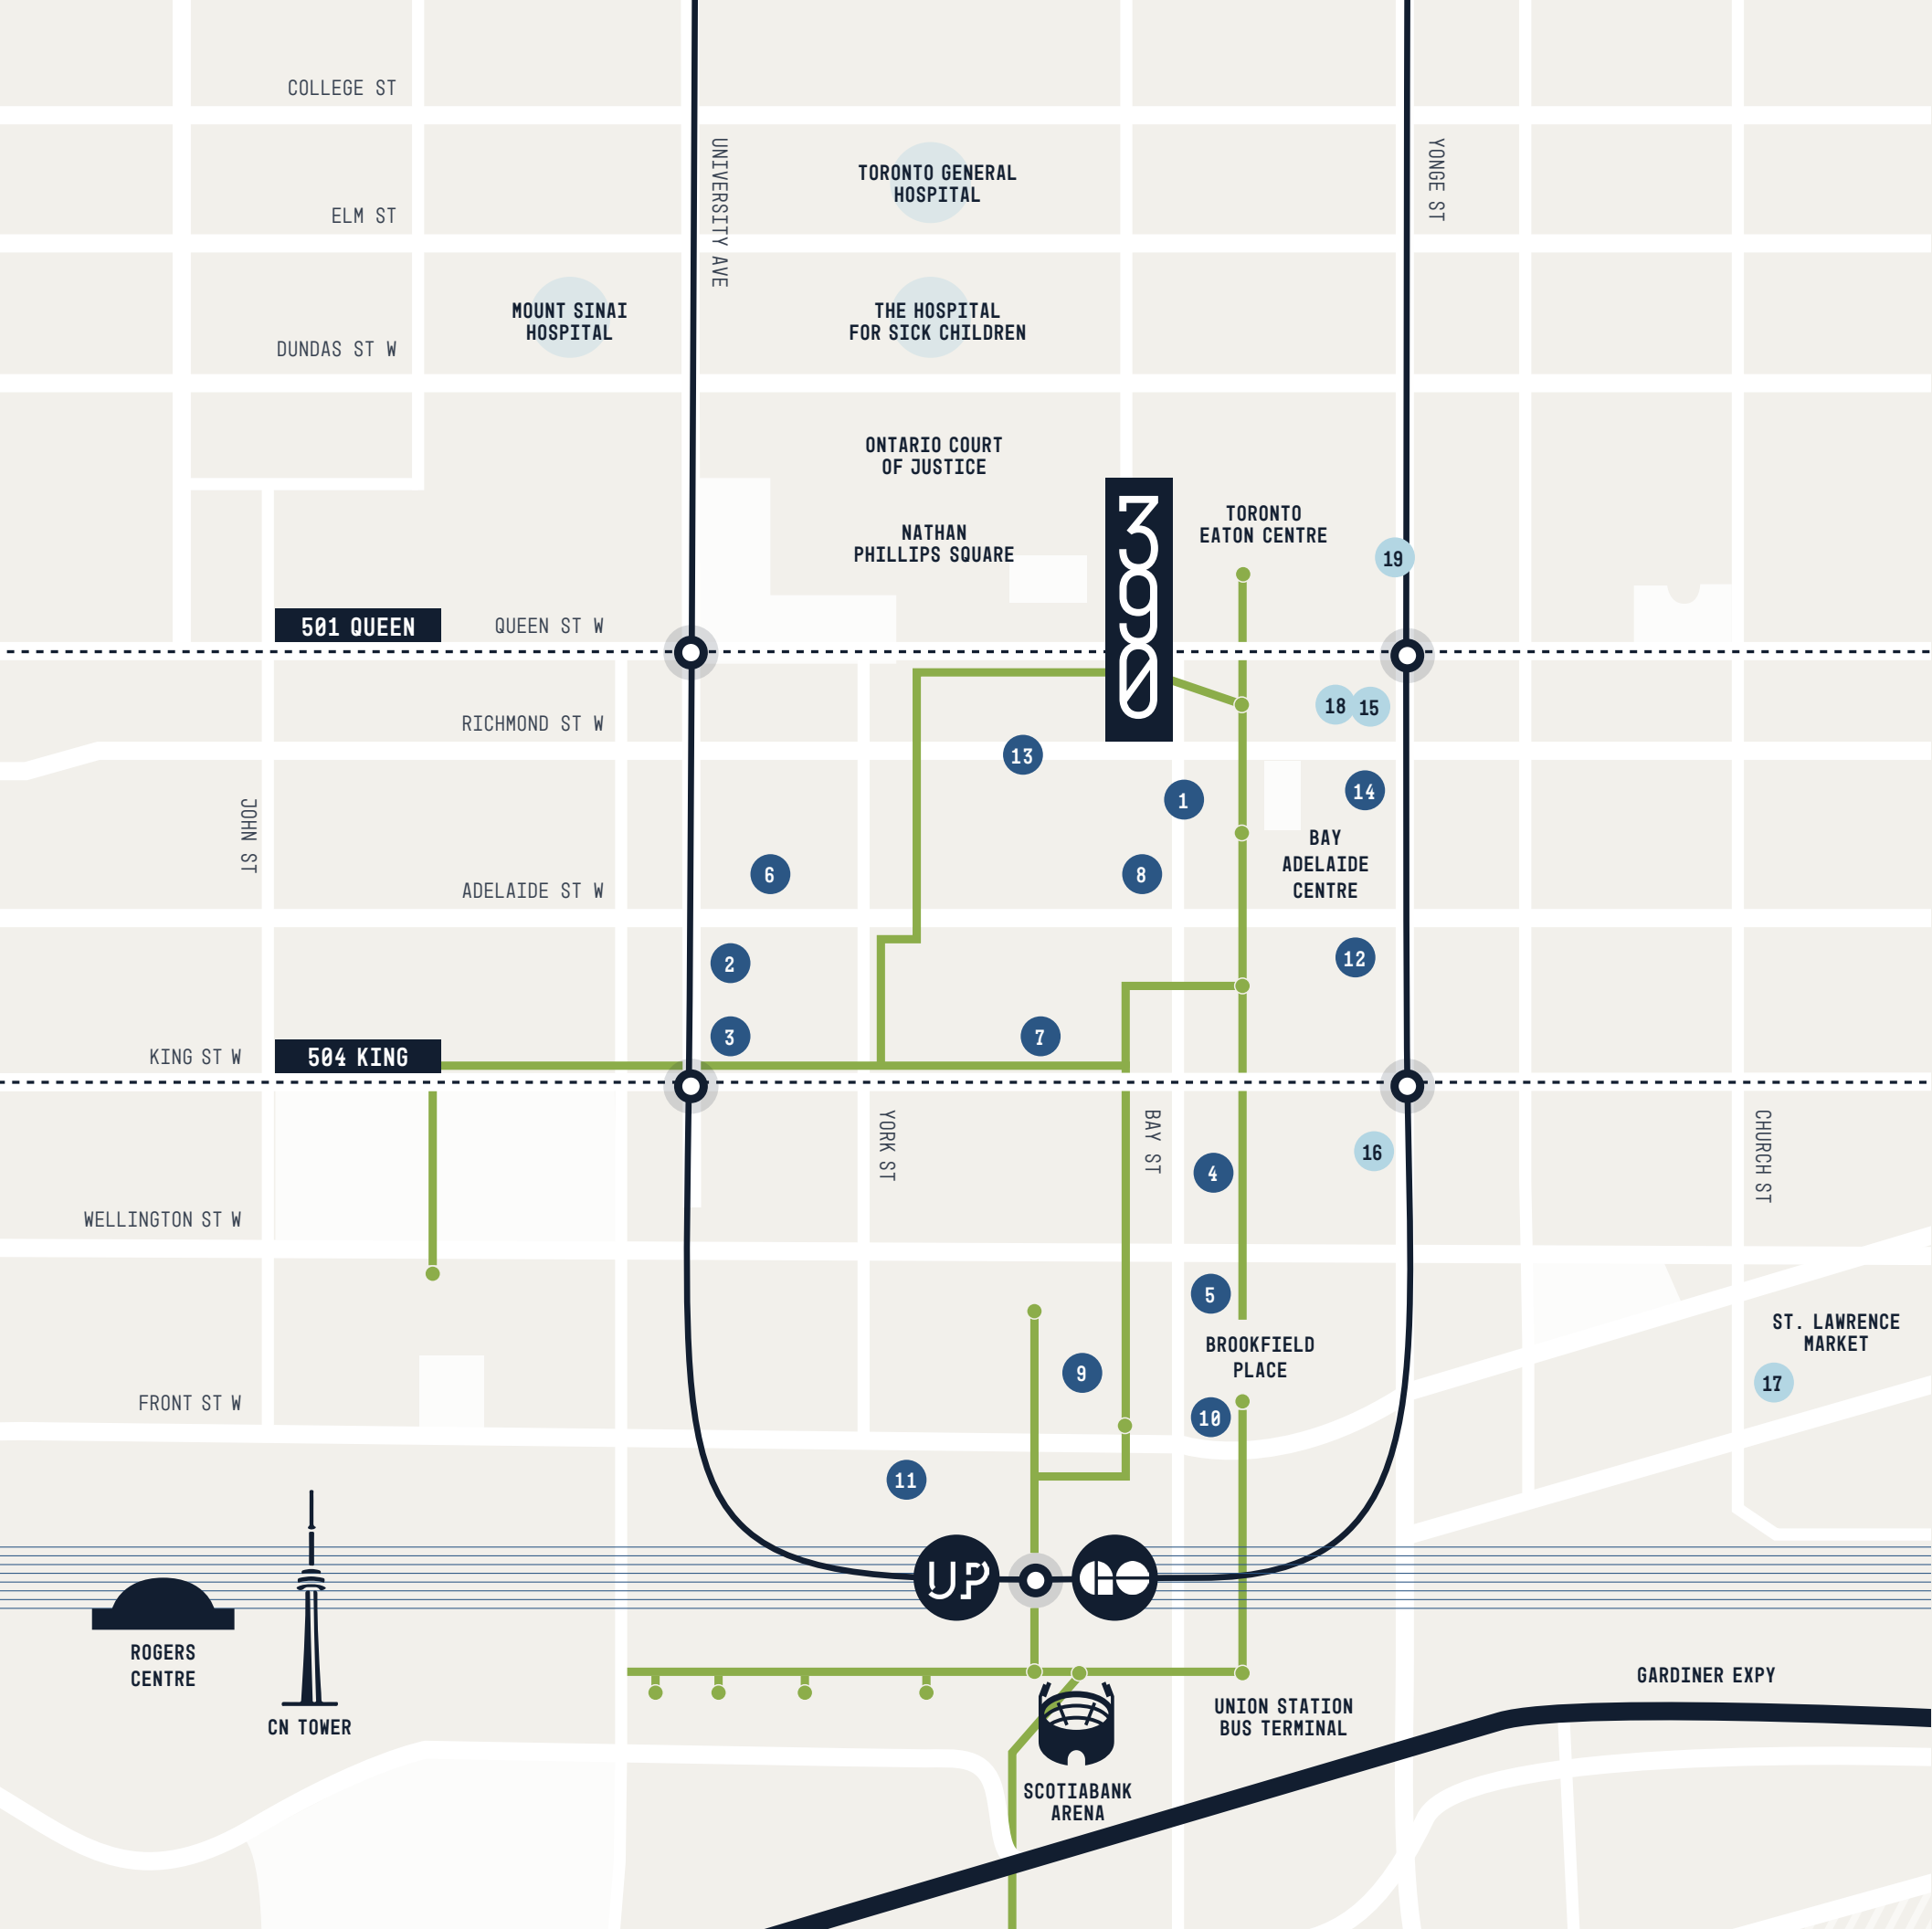 COLLEGE ST
UNIVERSITY AVE
YONGE ST
TORONTO GENERAL
HOSPITAL
ELM ST
MOUNT SINAI
HOSPITAL
THE HOSPITAL
FOR SICK CHILDREN
DUNDAS ST W
ONTARIO COURT
OF JUSTICE
390
TORONTO
EATON CENTRE
NATHAN
PHILLIPS SQUARE
19
501 QUEEN
QUEEN ST W
18
15
RICHMOND ST W
13
14
1
JOHN ST
BAY
ADELAIDE
CENTRE
6
8
ADELAIDE ST W
2
12
3
7
KING ST W
504 KING
YORK ST
BAY ST
CHURCH ST
16
4
WELLINGTON ST W
5
ST. LAWRENCE
MARKET
BROOKFIELD
PLACE
9
17
FRONT ST W
10
11
UP
GO
ROGERS
CENTRE
CN TOWER
GARDINER EXPY
UNION STATION
BUS TERMINAL
SCOTIABANK
ARENA